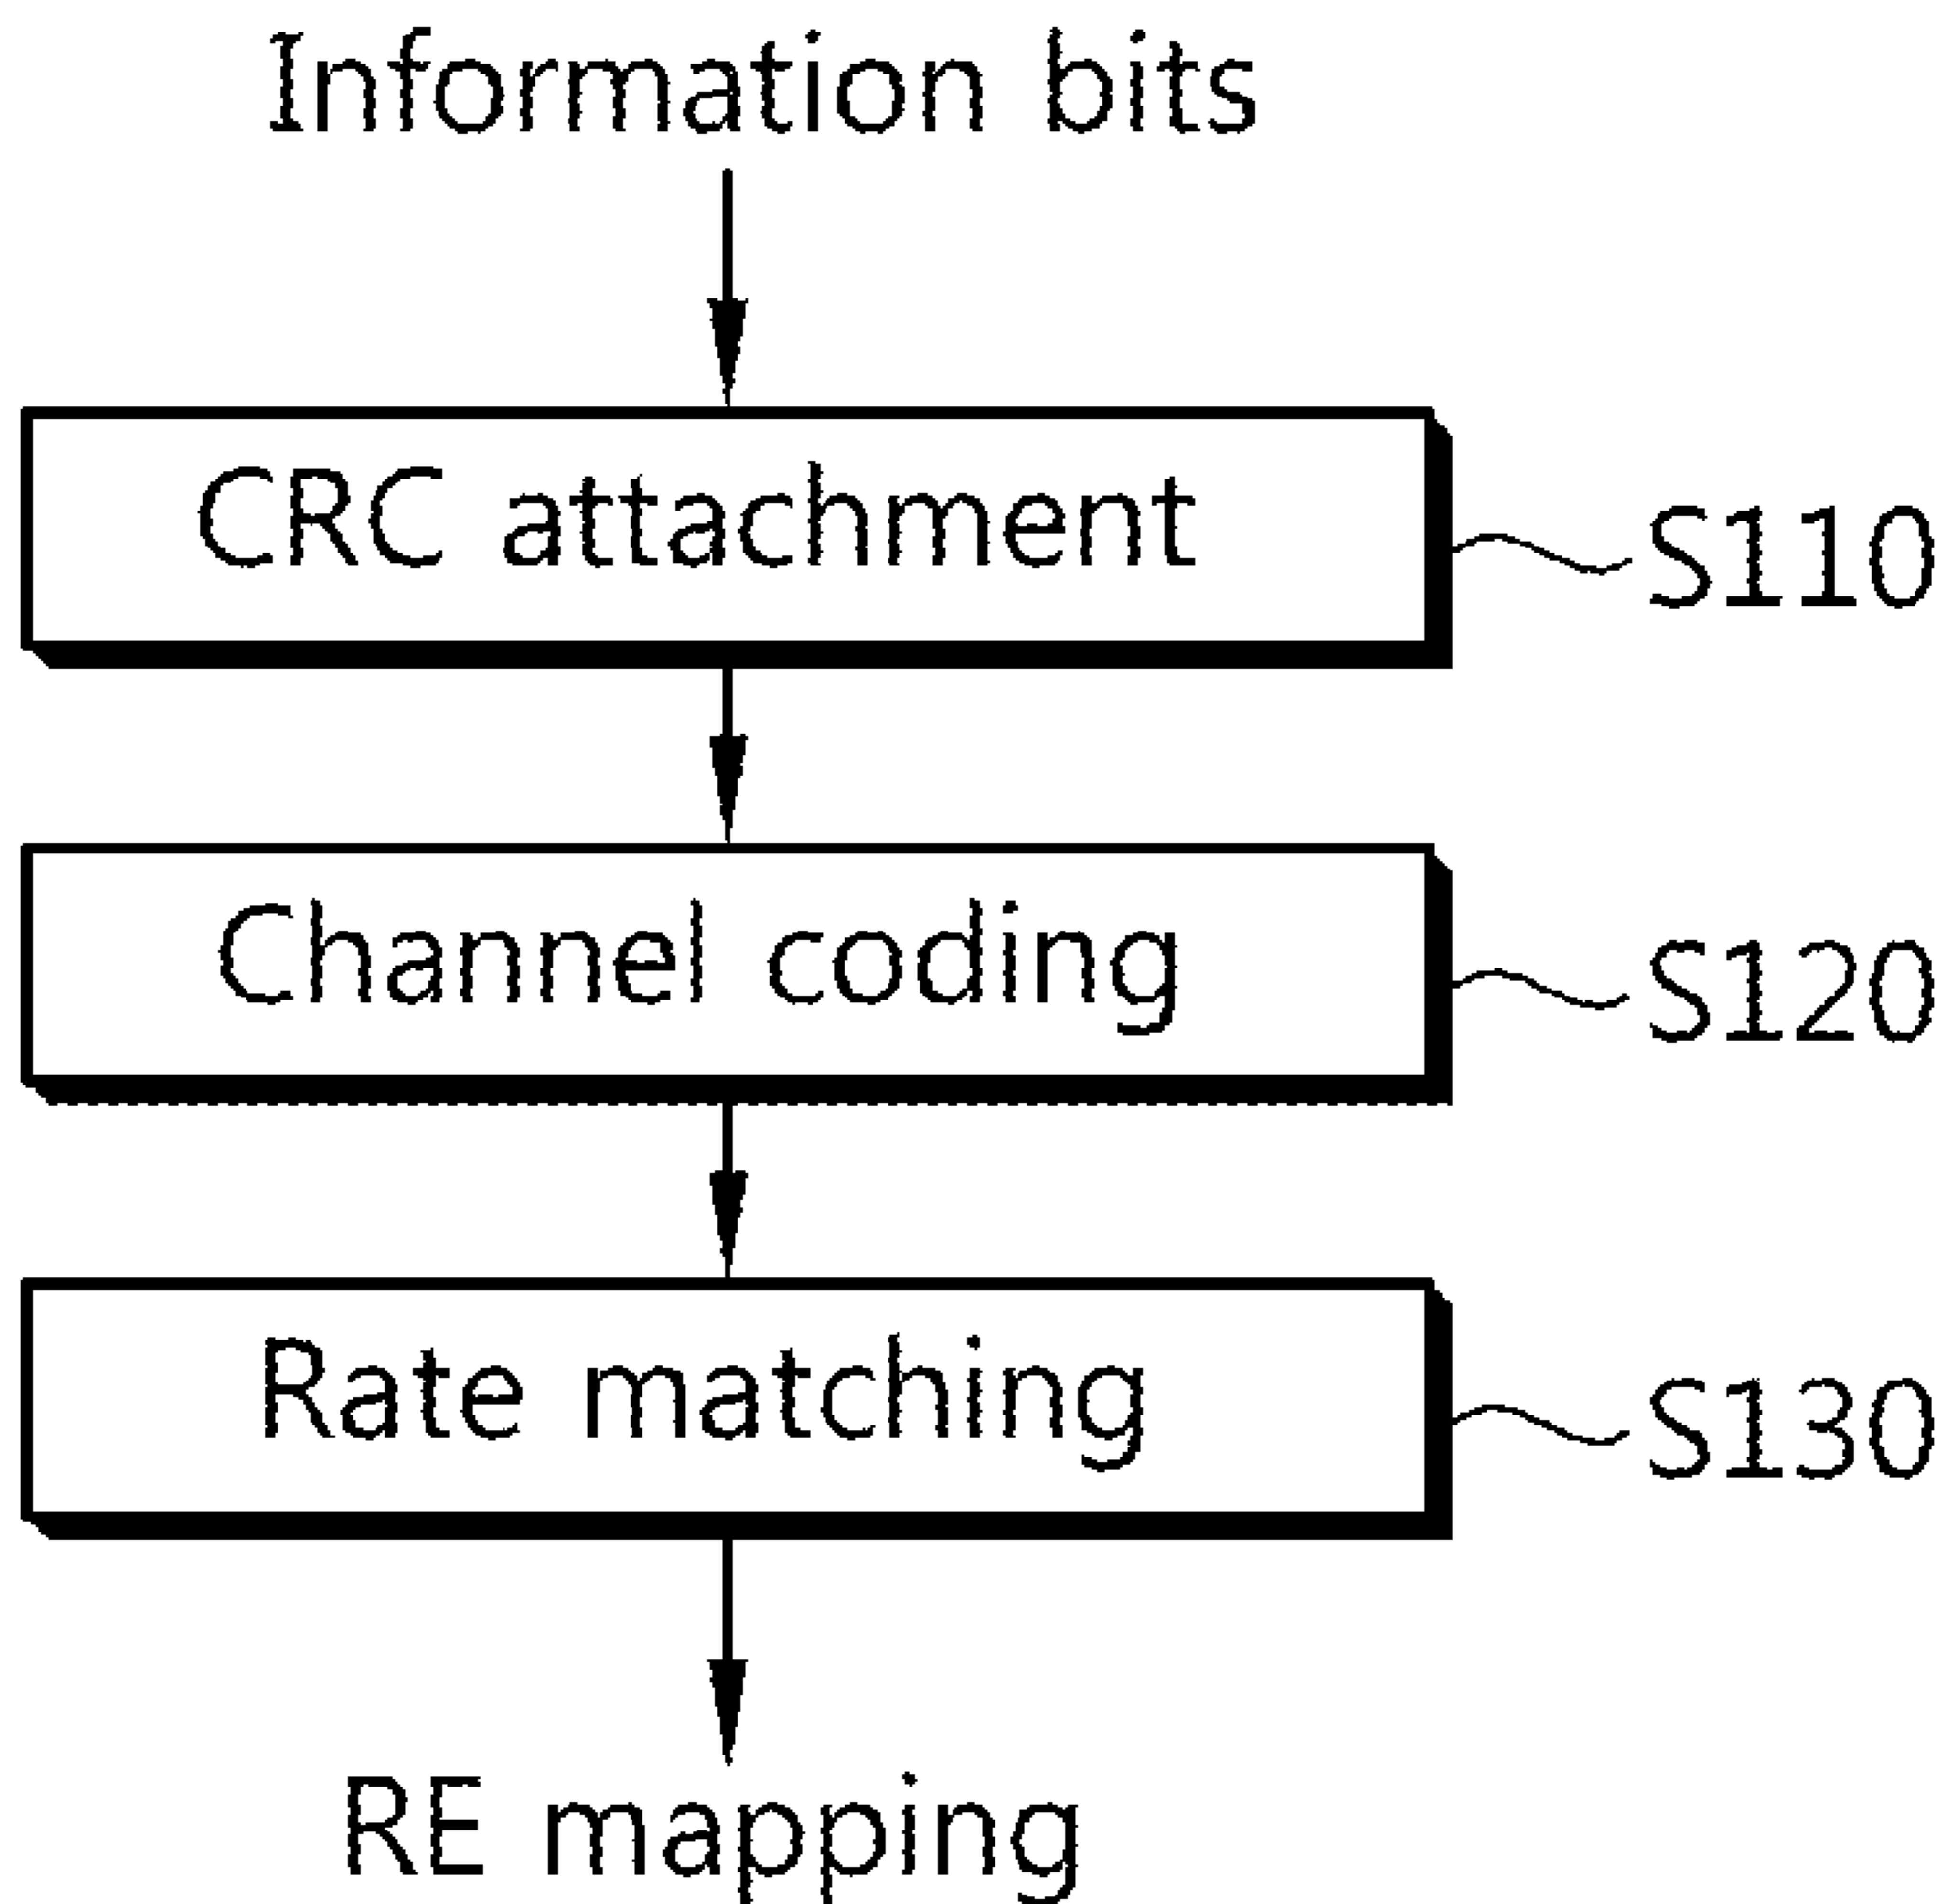 Information bits
CRC attachment
S110
Channel coding
S120
Rate matching
S130
RE mapping